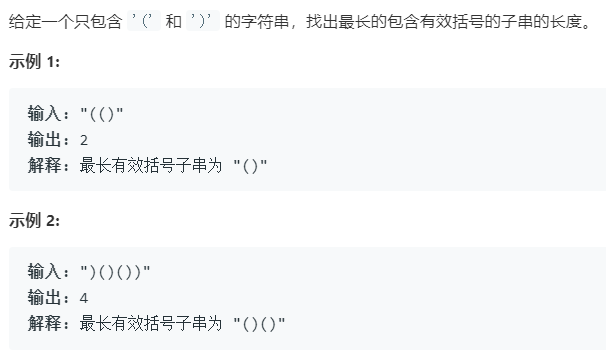 给定一个只包含 '(' 和 ')' 的字符串，找出最长的包含有效括号的子串的长度。
示例 1:
输入: "(()"
输出: 2
解释: 最长有效括号子串为 "()"
示例 2:
输入: ")()())"
输出: 4
解释: 最长有效括号子串为 "()()"